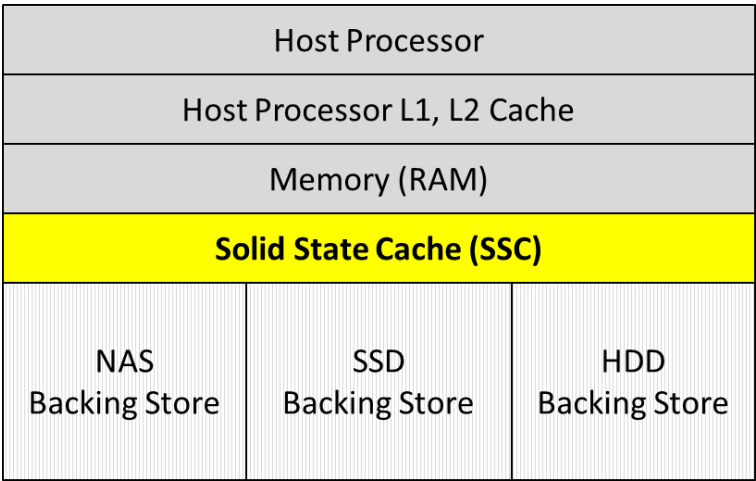 Host Processor
Host Processor L1, L2 Cache
Memory (RAM)
Solid State Cache (SSC)
NAS
Backing Store
SSD
Backing Store
HDD
Backing Store